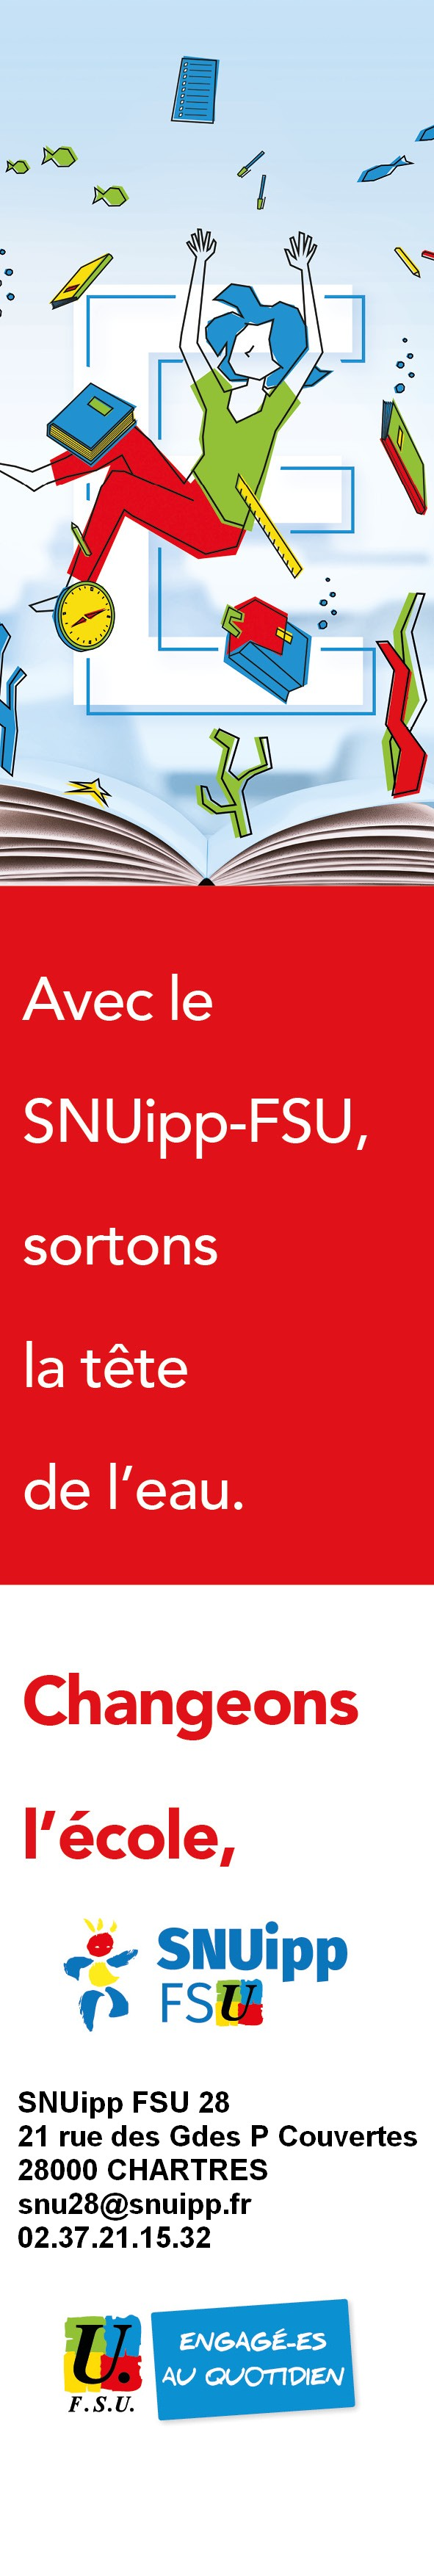 E
Avec le
SNUipp-FSU,
sortons
la tête
de l'eau.
Changeons
l'école,
SNUipp
FSU
SNUipp FSU 28
21 rue des Gdes P Couvertes
28000 CHARTRES
snu28@snuipp.fr
02.37.21.15.32
U.
F.S.U.
ENGAGÉ-ES
AU QUOTIDIEN